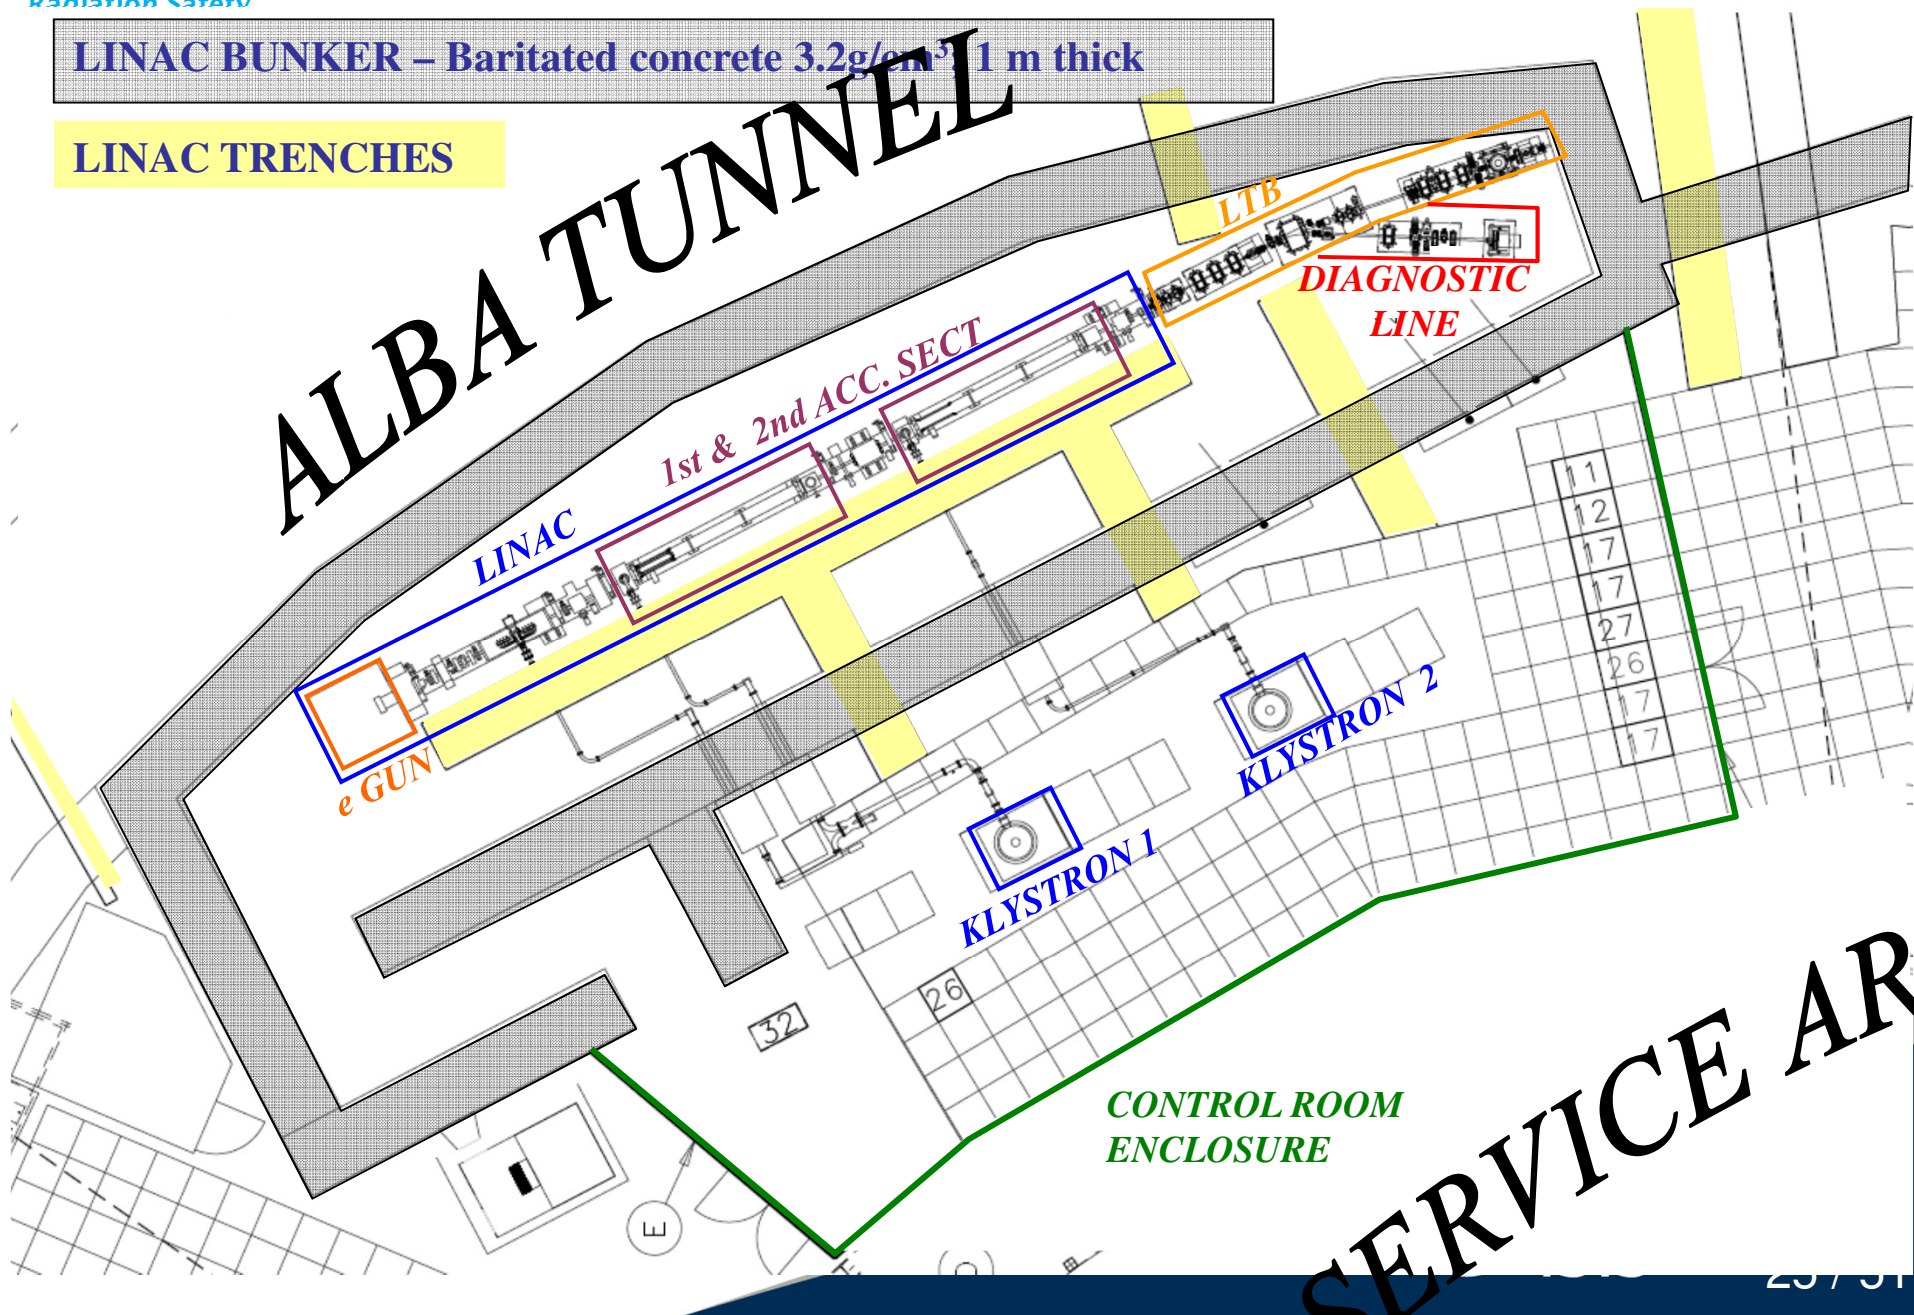 Radiation Safety
LINAC BUNKER – Baritated concrete 3.2g/cm³, 1 m thick
LINAC TRENCHES
ALBA TUNNEL
LTB
DIAGNOSTIC
LINE
1st & 2nd ACC. SECT
LINAC
e GUN
11
12
17
17
27
26
17
17
KLYSTRON 2
KLYSTRON 1
26
32
CONTROL ROOM
ENCLOSURE
E
SERVICE AR